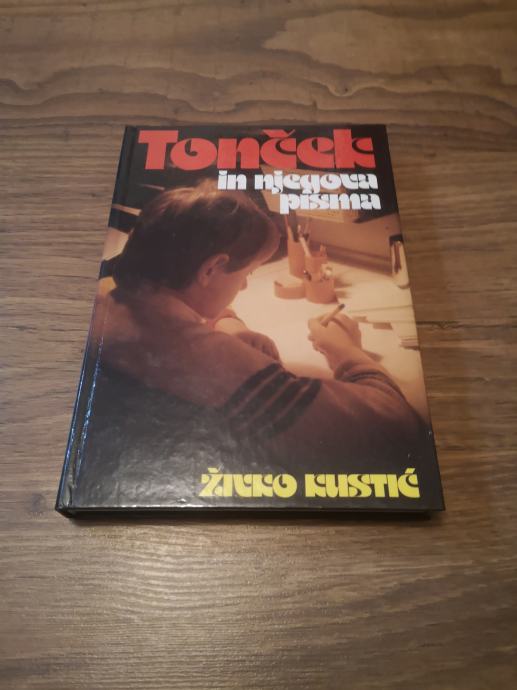 Tonček
in njegova
pisma
ŽIVKO KUSTIĆ